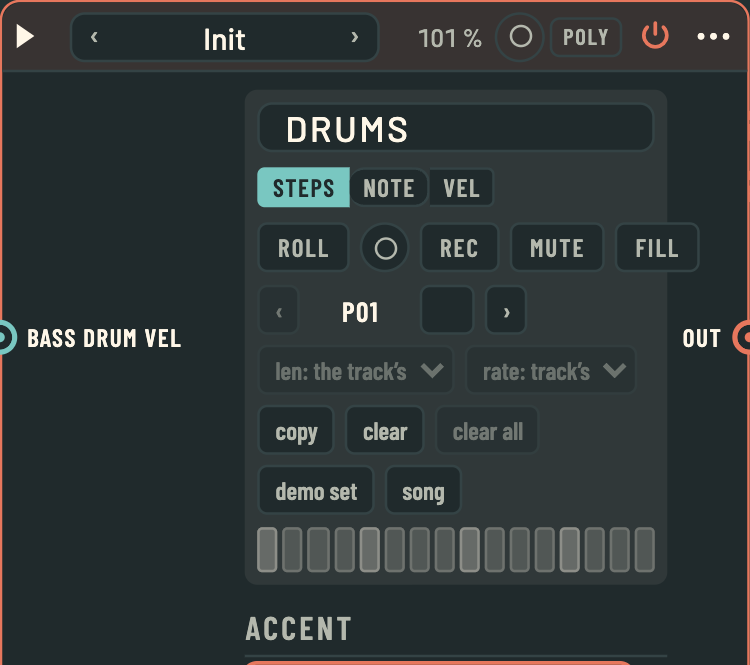 Init
101 %
POLY
DRUMS
STEPS NOTE VEL
ROLL REC MUTE FILL
P01
BASS DRUM VEL
OUT
len: the track's rate: track's
copy clear clear all
demo set song
ACCENT